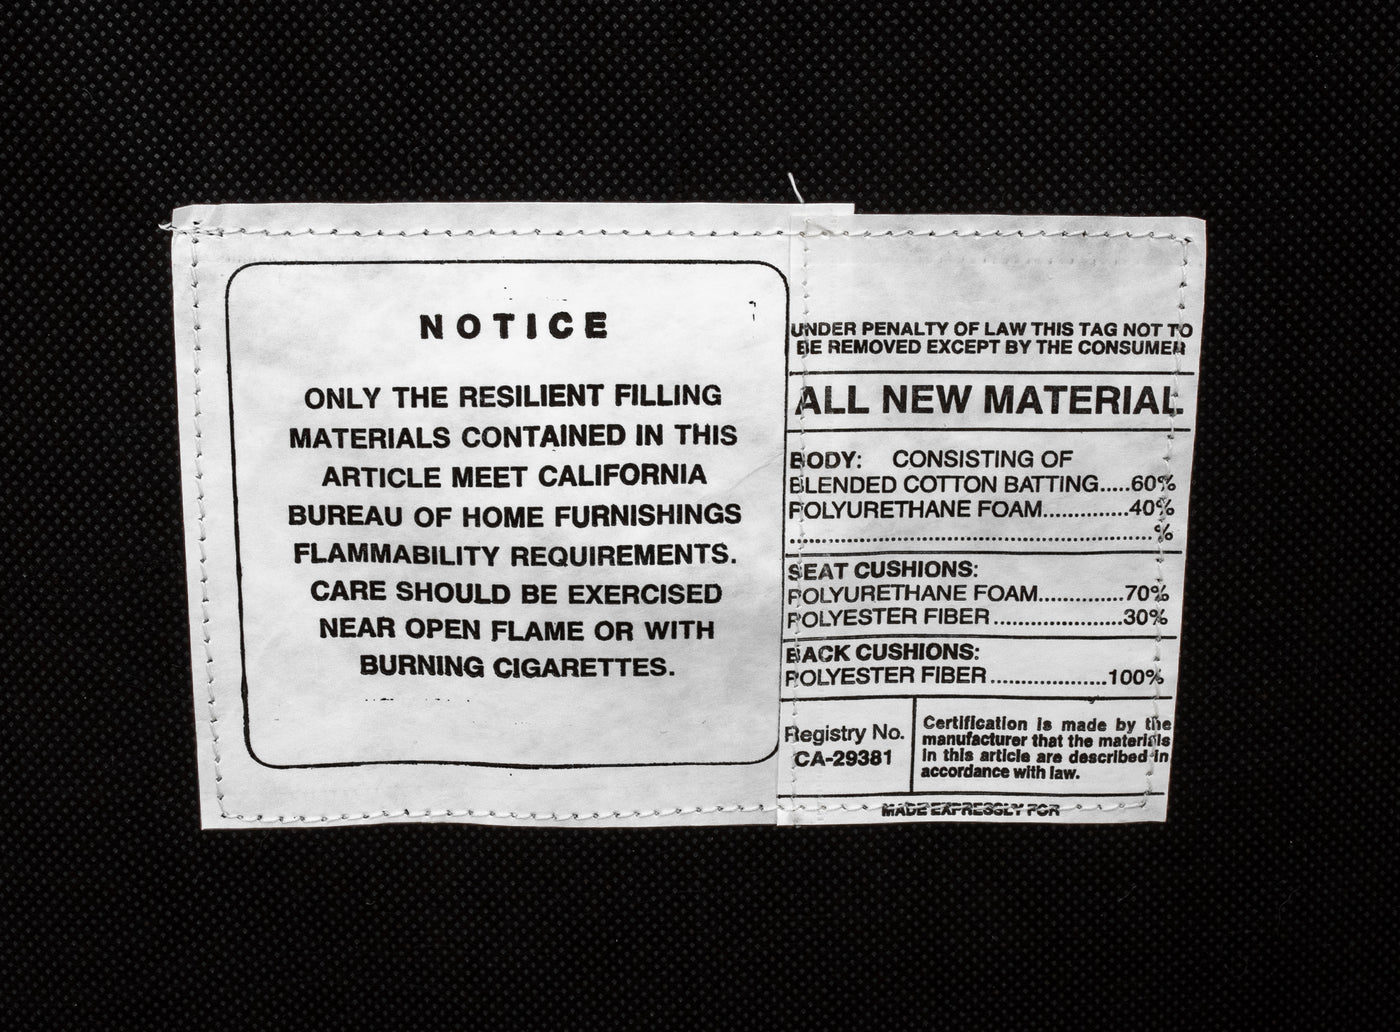 NOTICE
ONLY THE RESILIENT FILLING
MATERIALS CONTAINED IN THIS
ARTICLE MEET CALIFORNIA
BUREAU OF HOME FURNISHINGS
FLAMMABILITY REQUIREMENTS.
CARE SHOULD BE EXERCISED
NEAR OPEN FLAME OR WITH
BURNING CIGARETTES.
UNDER PENALTY OF LAW THIS TAG NOT TO
BE REMOVED EXCEPT BY THE CONSUMER
ALL NEW MATERIAL
BODY: CONSISTING OF
BLENDED COTTON BATTING.....60%
POLYURETHANE FOAM..............40%
...........................................................%
SEAT CUSHIONS:
POLYURETHANE FOAM..............70%
POLYESTER FIBER.....................30%
BACK CUSHIONS:
POLYESTER FIBER...................100%
Registry No.
CA-29381
Certification is made by the
manufacturer that the materials
in this article are described in
accordance with law.
MADE EXPRESSLY FOR